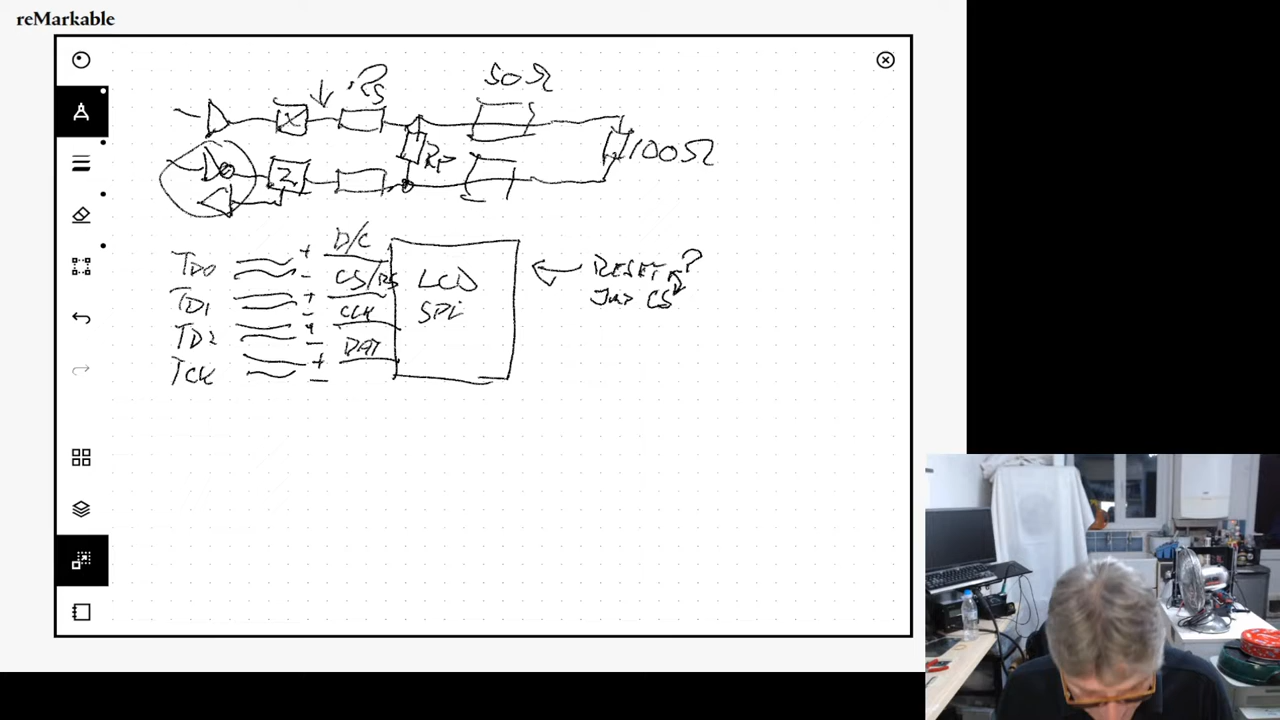 reMarkable
Rs 50Ω
X
RP 100Ω
Z
TD0 + - D/C
TD1 + - CS/RS
TD2 + - CLK
TCK + - DAT
LCD
SPI
RESET ?
CS